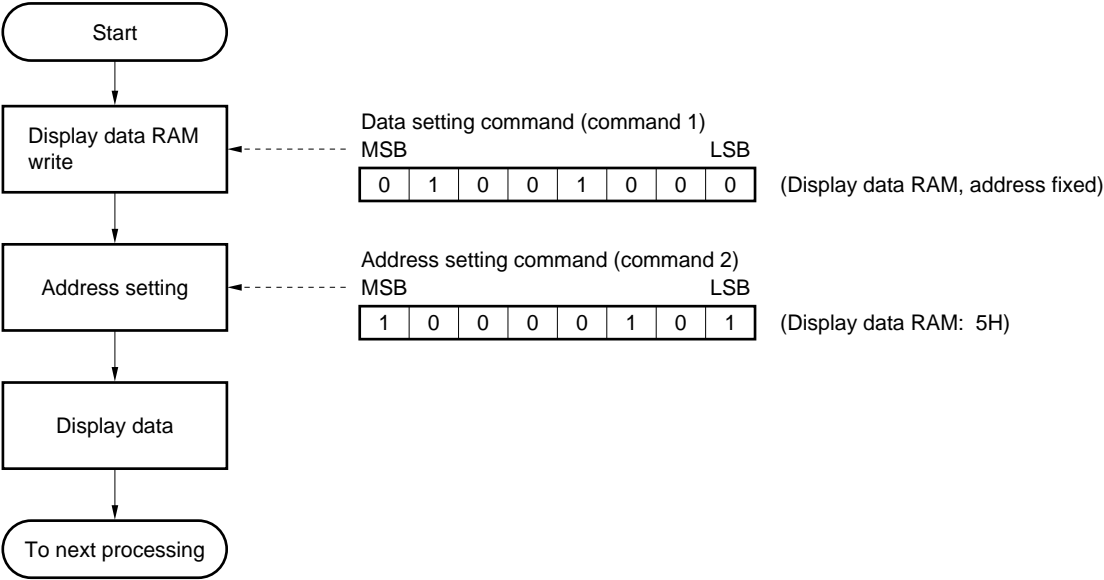 Start
Display data RAM
write
Data setting command (command 1)
MSB LSB
0 1 0 0 1 0 0 0 (Display data RAM, address fixed)
Address setting
Address setting command (command 2)
MSB LSB
1 0 0 0 0 1 0 1 (Display data RAM: 5H)
Display data
To next processing